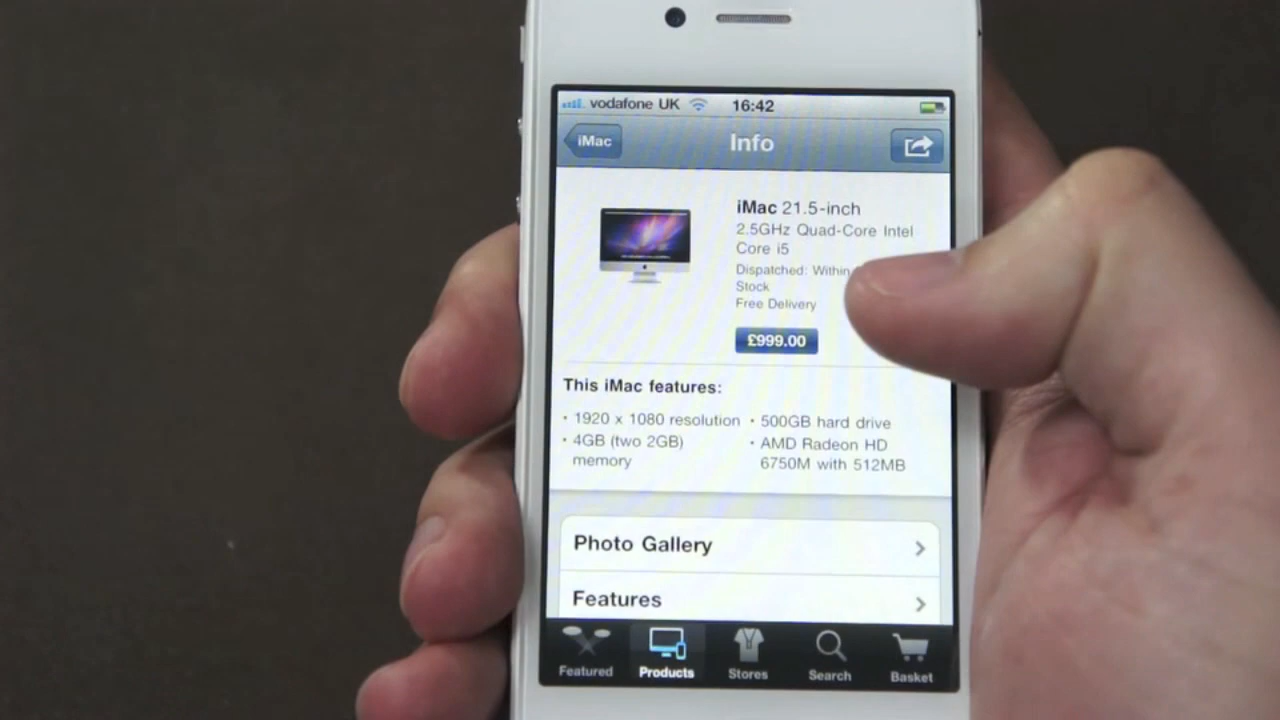 vodafone UK 16:42
iMac Info
iMac 21.5-inch
2.5GHz Quad-Core Intel
Core i5
Dispatched: Within
Stock
Free Delivery
£999.00
This iMac features:
• 1920 x 1080 resolution
• 4GB (two 2GB)
memory
• 500GB hard drive
• AMD Radeon HD
6750M with 512MB
Photo Gallery
Features
Featured Products Stores Search Basket